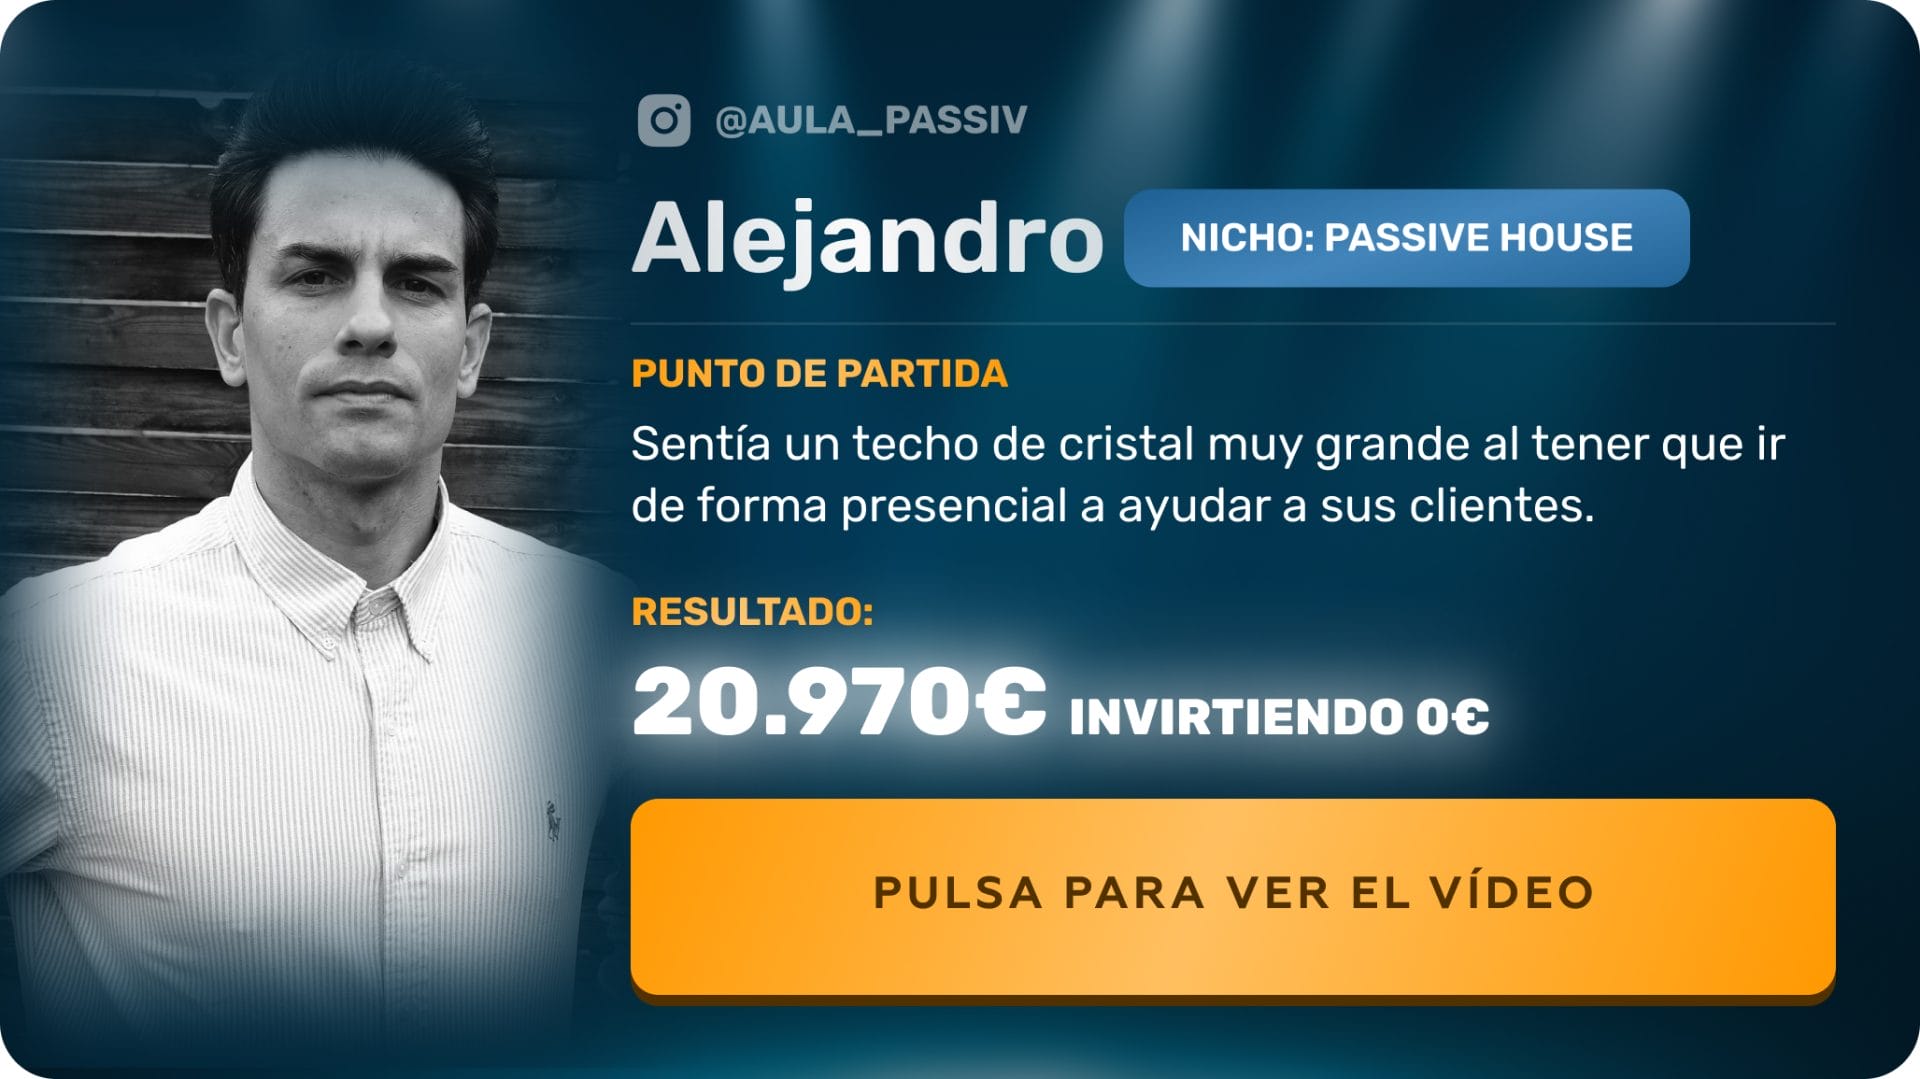 @AULA_PASSIV
Alejandro
NICHO: PASSIVE HOUSE
PUNTO DE PARTIDA
Sentía un techo de cristal muy grande al tener que ir
de forma presencial a ayudar a sus clientes.
RESULTADO:
20.970€ INVIRTIENDO 0€
PULSA PARA VER EL VÍDEO